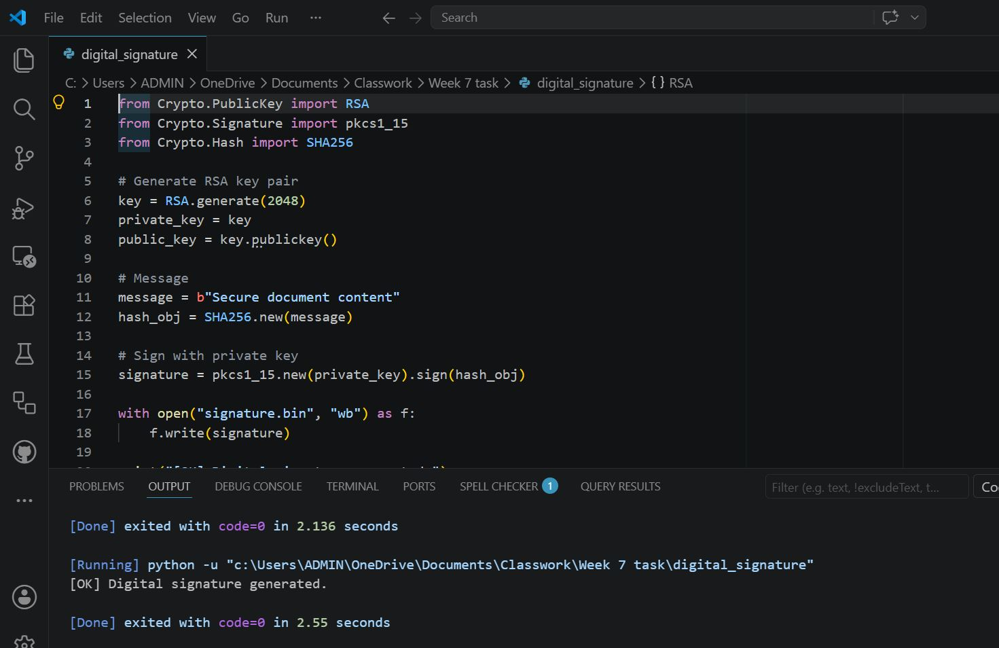 File Edit Selection View Go Run ···
Search
digital_signature
C: > Users > ADMIN > OneDrive > Documents > Classwork > Week 7 task > digital_signature > {} RSA
1 from Crypto.PublicKey import RSA
2 from Crypto.Signature import pkcs1_15
3 from Crypto.Hash import SHA256
4
5 # Generate RSA key pair
6 key = RSA.generate(2048)
7 private_key = key
8 public_key = key.publickey()
9
10 # Message
11 message = b"Secure document content"
12 hash_obj = SHA256.new(message)
13
14 # Sign with private key
15 signature = pkcs1_15.new(private_key).sign(hash_obj)
16
17 with open("signature.bin", "wb") as f:
18     f.write(signature)
19
PROBLEMS OUTPUT DEBUG CONSOLE TERMINAL PORTS SPELL CHECKER 1 QUERY RESULTS
Filter (e.g. text, !excludeText, t...
[Done] exited with code=0 in 2.136 seconds
[Running] python -u "c:\Users\ADMIN\OneDrive\Documents\Classwork\Week 7 task\digital_signature"
[OK] Digital signature generated.
[Done] exited with code=0 in 2.55 seconds